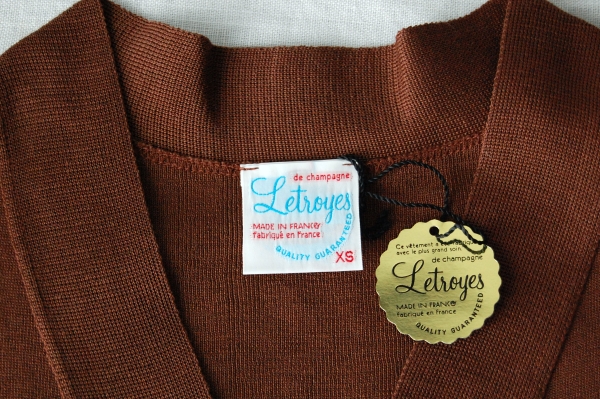 de champagne
Letroyes
MADE IN FRANCE
Fabriqué en France
QUALITY GUARANTEED
XS
Ce vêtement a
avec le plus grand soin.
de champagne
Letroyes
MADE IN FRANCE
Fabriqué en France
QUALITY GUARANTEED